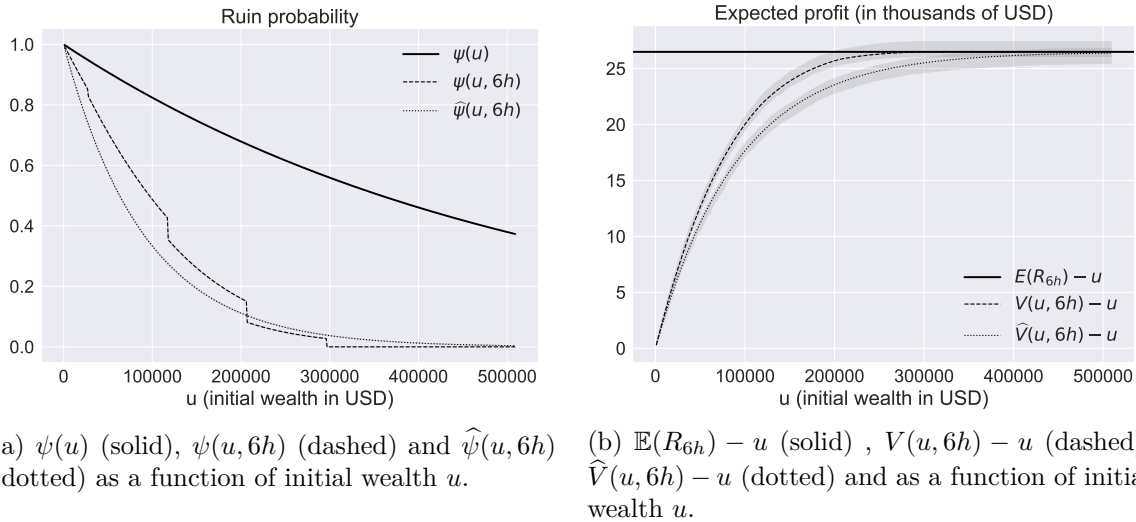 Ruin probability
1.0
0.8
0.6
0.4
0.2
0.0
ψ(u)
ψ(u, 6h)
ψ̂(u, 6h)
0 100000 200000 300000 400000 500000
u (initial wealth in USD)
a) ψ(u) (solid), ψ(u, 6h) (dashed) and ψ̂(u, 6h)
dotted) as a function of initial wealth u.
Expected profit (in thousands of USD)
25
20
15
10
5
0
E(R₆ₕ) − u
V(u, 6h) − u
V̂(u, 6h) − u
0 100000 200000 300000 400000 500000
u (initial wealth in USD)
(b) 𝔼(R₆ₕ) − u (solid) , V(u, 6h) − u (dashed
V̂(u, 6h) − u (dotted) and as a function of initia
wealth u.